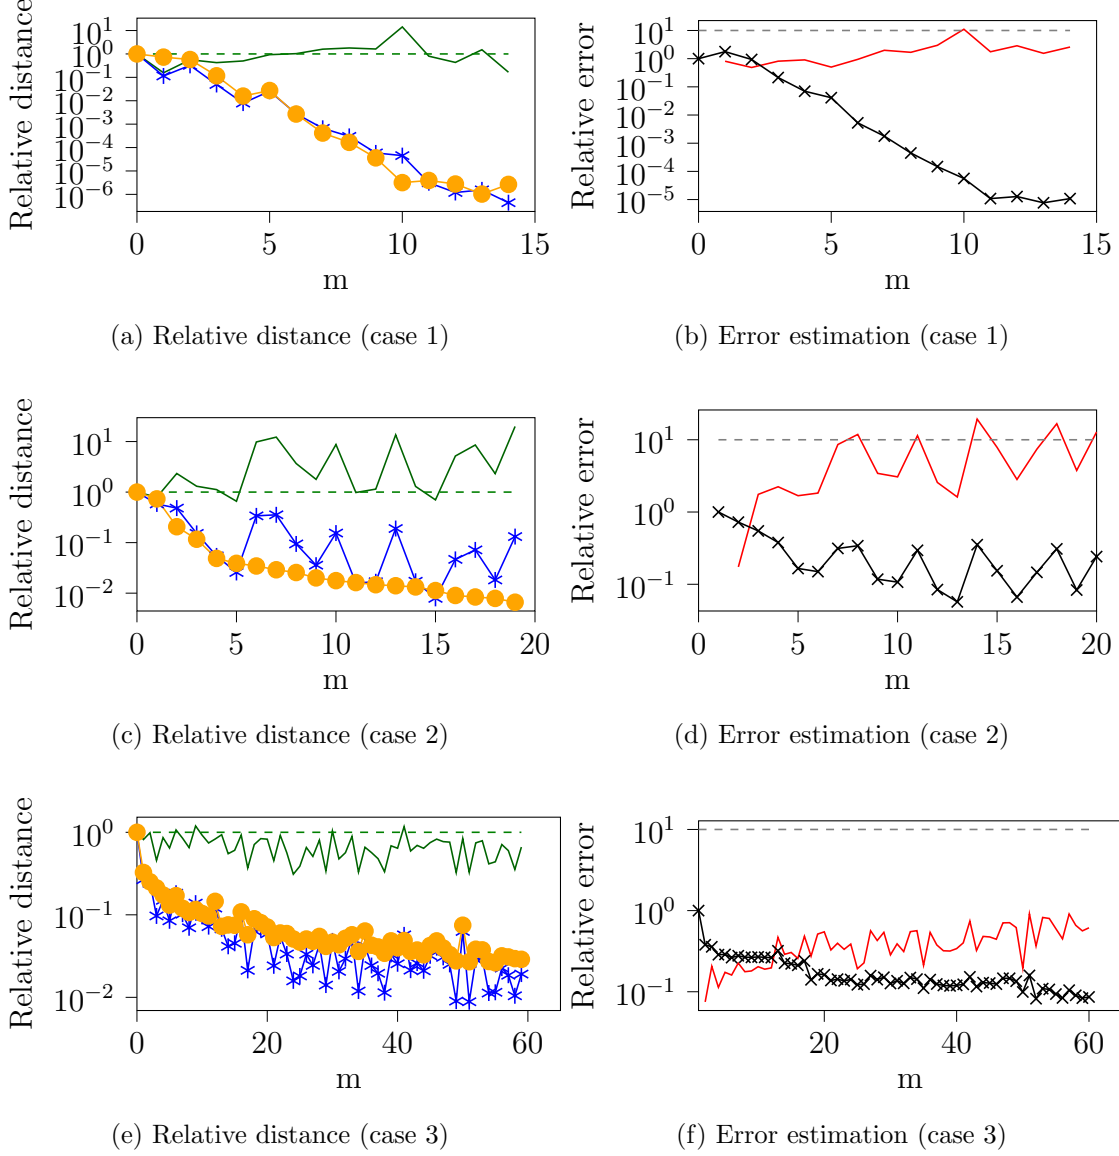 Relative distance
10^1
10^0
10^−1
10^−2
10^−3
10^−4
10^−5
10^−6
0 5 10 15
m
(a) Relative distance (case 1)
Relative error
10^1
10^0
10^−1
10^−2
10^−3
10^−4
10^−5
0 5 10 15
m
(b) Error estimation (case 1)
Relative distance
10^1
10^0
10^−1
10^−2
0 5 10 15 20
m
(c) Relative distance (case 2)
Relative error
10^1
10^0
10^−1
0 5 10 15 20
m
(d) Error estimation (case 2)
Relative distance
10^0
10^−1
10^−2
0 20 40 60
m
(e) Relative distance (case 3)
Relative error
10^1
10^0
10^−1
20 40 60
m
(f) Error estimation (case 3)